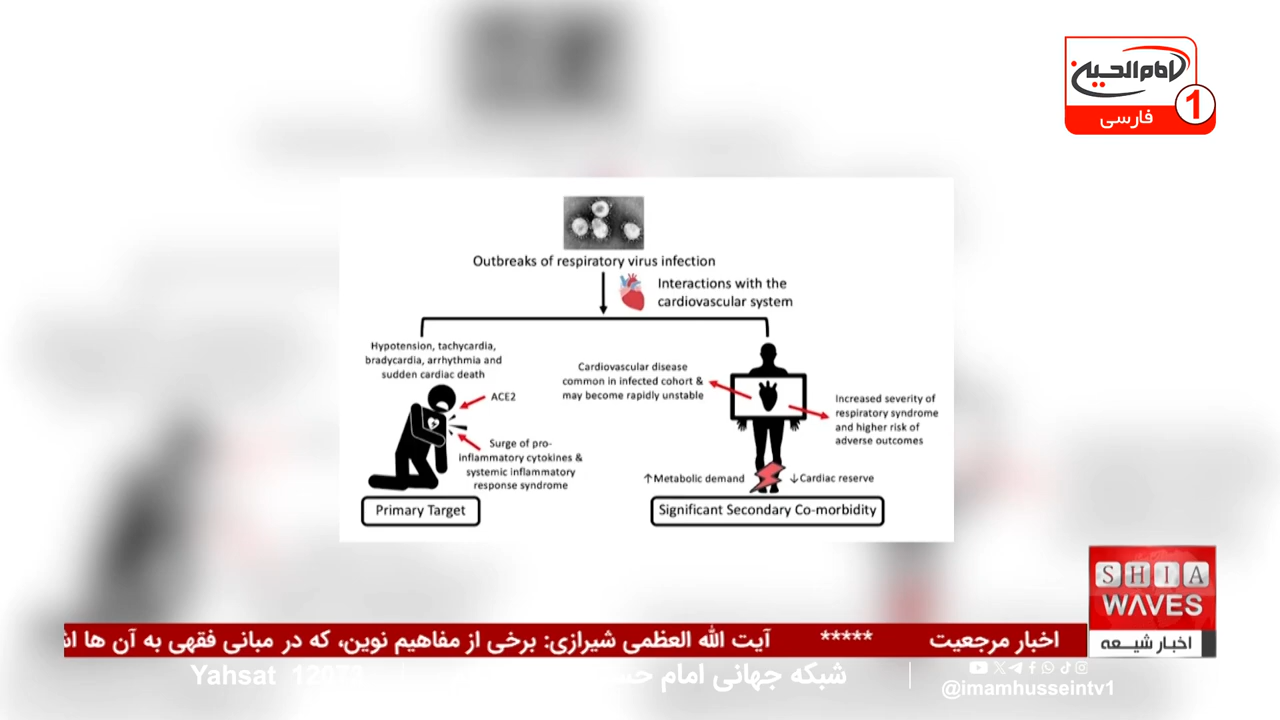 امام الحسین
1
فارسی
Outbreaks of respiratory virus infection
Interactions with the
cardiovascular system
Hypotension, tachycardia,
bradycardia, arrhythmia and
sudden cardiac death
ACE2
Surge of pro-
inflammatory cytokines &
systemic inflammatory
response syndrome
Primary Target
Cardiovascular disease
common in infected cohort &
may become rapidly unstable
Increased severity of
respiratory syndrome
and higher risk of
adverse outcomes
↑Metabolic demand
↓Cardiac reserve
Significant Secondary Co-morbidity
SHIA
WAVES
اخبار شیـــعه
اخبار مرجعیت ***** آیت الله العظمی شیرازی: برخی از مفاهیم نوین، که در مبانی فقهی به آن ها
شبکه جهانی امام
Yahsat
@imamhusseintv1